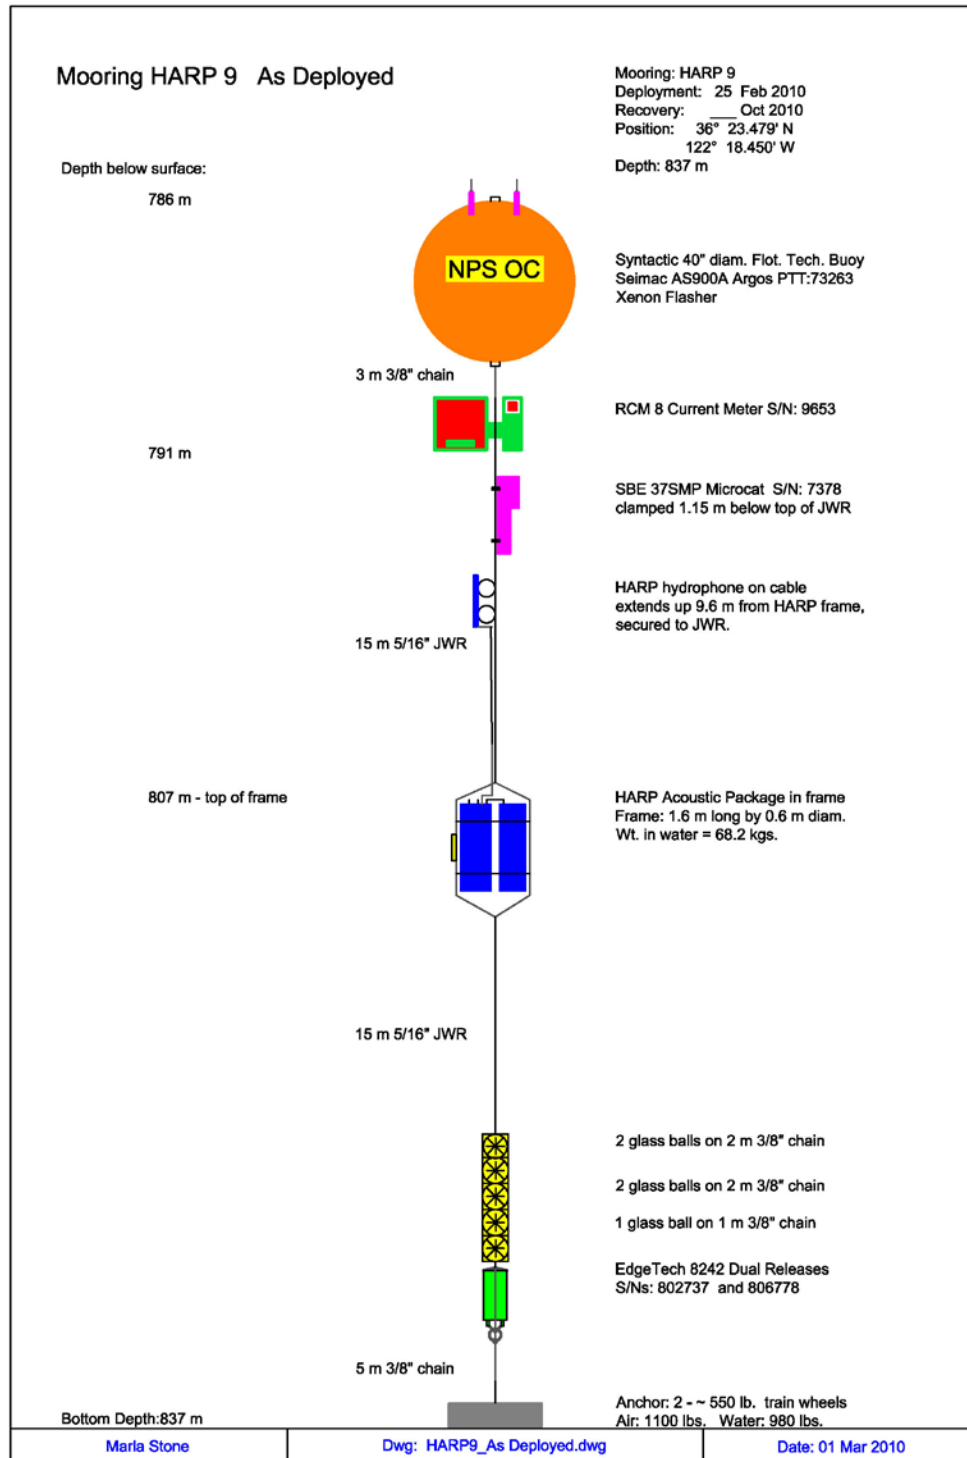 Mooring HARP 9   As Deployed
Mooring: HARP 9
Deployment:   25  Feb 2010
Recovery:     ___ Oct 2010
Position:    36°  23.479' N
122°  18.450' W
Depth: 837 m
Depth below surface:
786 m
NPS OC
Syntactic 40" diam. Flot. Tech. Buoy
Seimac AS900A Argos PTT:73263
Xenon Flasher
3 m 3/8" chain
RCM 8 Current Meter S/N: 9653
791 m
SBE 37SMP Microcat  S/N: 7378
clamped 1.15 m below top of JWR
HARP hydrophone on cable
extends up 9.6 m from HARP frame,
secured to JWR.
15 m 5/16" JWR
807 m - top of frame
HARP Acoustic Package in frame
Frame: 1.6 m long by 0.6 m diam.
Wt. in water = 68.2 kgs.
15 m 5/16" JWR
2 glass balls on 2 m 3/8" chain
2 glass balls on 2 m 3/8" chain
1 glass ball on 1 m 3/8" chain
EdgeTech 8242 Dual Releases
S/Ns: 802737  and 806778
5 m 3/8" chain
Anchor: 2 - ~ 550 lb.  train wheels
Air: 1100 lbs.   Water: 980 lbs.
Bottom Depth:837 m
Marla Stone
Dwg:  HARP9_As Deployed.dwg
Date: 01 Mar 2010